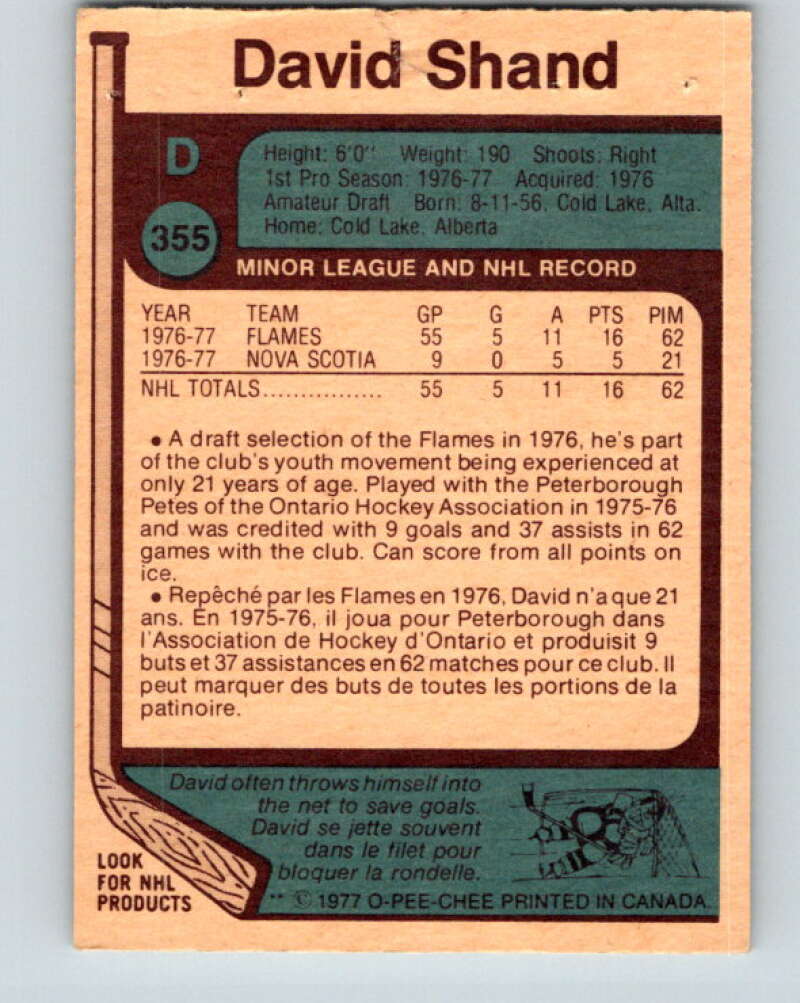 David Shand
D
Height: 6'0" Weight: 190 Shoots: Right
1st Pro Season: 1976-77 Acquired: 1976
Amateur Draft Born: 8-11-56, Cold Lake, Alta.
Home: Cold Lake, Alberta
355
MINOR LEAGUE AND NHL RECORD
YEAR TEAM GP G A PTS PIM
1976-77 FLAMES 55 5 11 16 62
1976-77 NOVA SCOTIA 9 0 5 5 21
NHL TOTALS................ 55 5 11 16 62
• A draft selection of the Flames in 1976, he's part
of the club's youth movement being experienced at
only 21 years of age. Played with the Peterborough
Petes of the Ontario Hockey Association in 1975-76
and was credited with 9 goals and 37 assists in 62
games with the club. Can score from all points on
ice.
• Repêché par les Flames en 1976, David n'a que 21
ans. En 1975-76, il joua pour Peterborough dans
l'Association de Hockey d'Ontario et produisit 9
buts et 37 assistances en 62 matches pour ce club. Il
peut marquer des buts de toutes les portions de la
patinoire.
David often throws himself into
the net to save goals.
David se jette souvent
dans le filet pour
bloquer la rondelle.
LOOK
FOR NHL
PRODUCTS
** © 1977 O-PEE-CHEE PRINTED IN CANADA